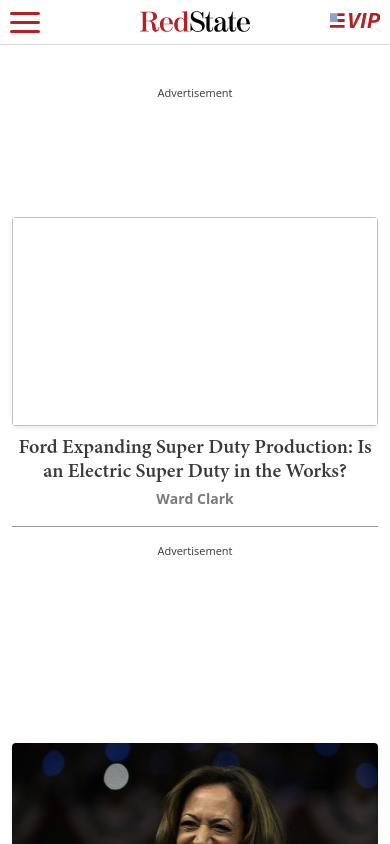 RedState
VIP
Advertisement
Ford Expanding Super Duty Production: Is
an Electric Super Duty in the Works?
Ward Clark
Advertisement